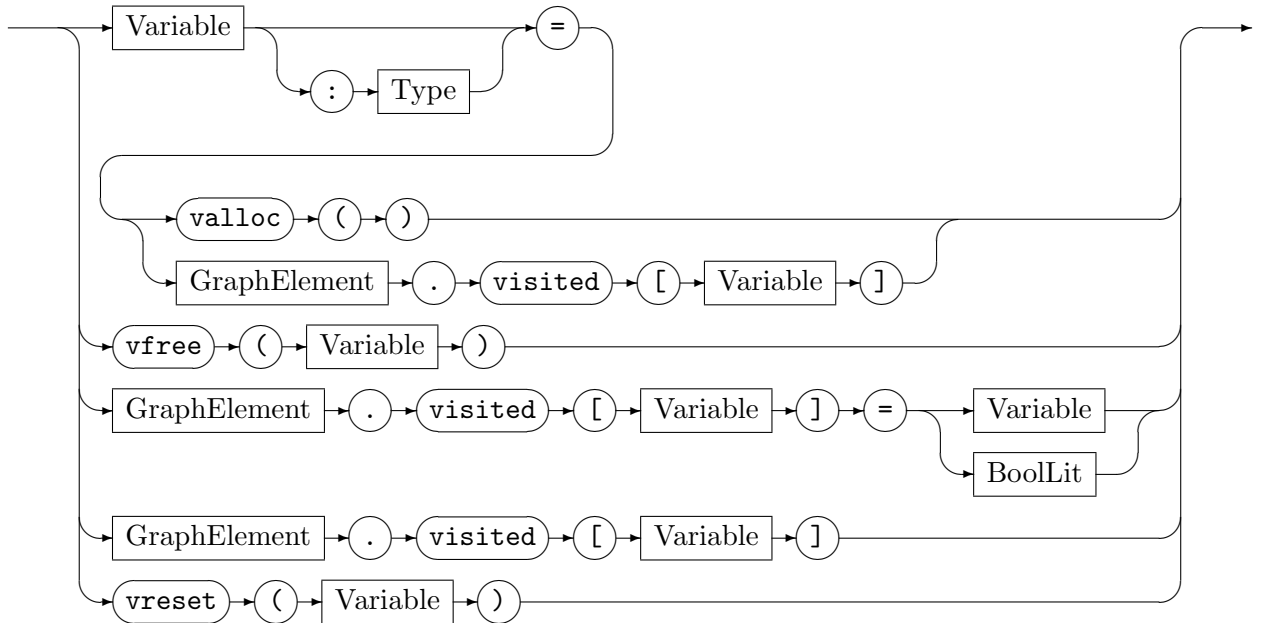 Variable =
: Type
valloc ( )
GraphElement . visited [ Variable ]
vfree ( Variable )
GraphElement . visited [ Variable ] = Variable
BoolLit
GraphElement . visited [ Variable ]
vreset ( Variable )